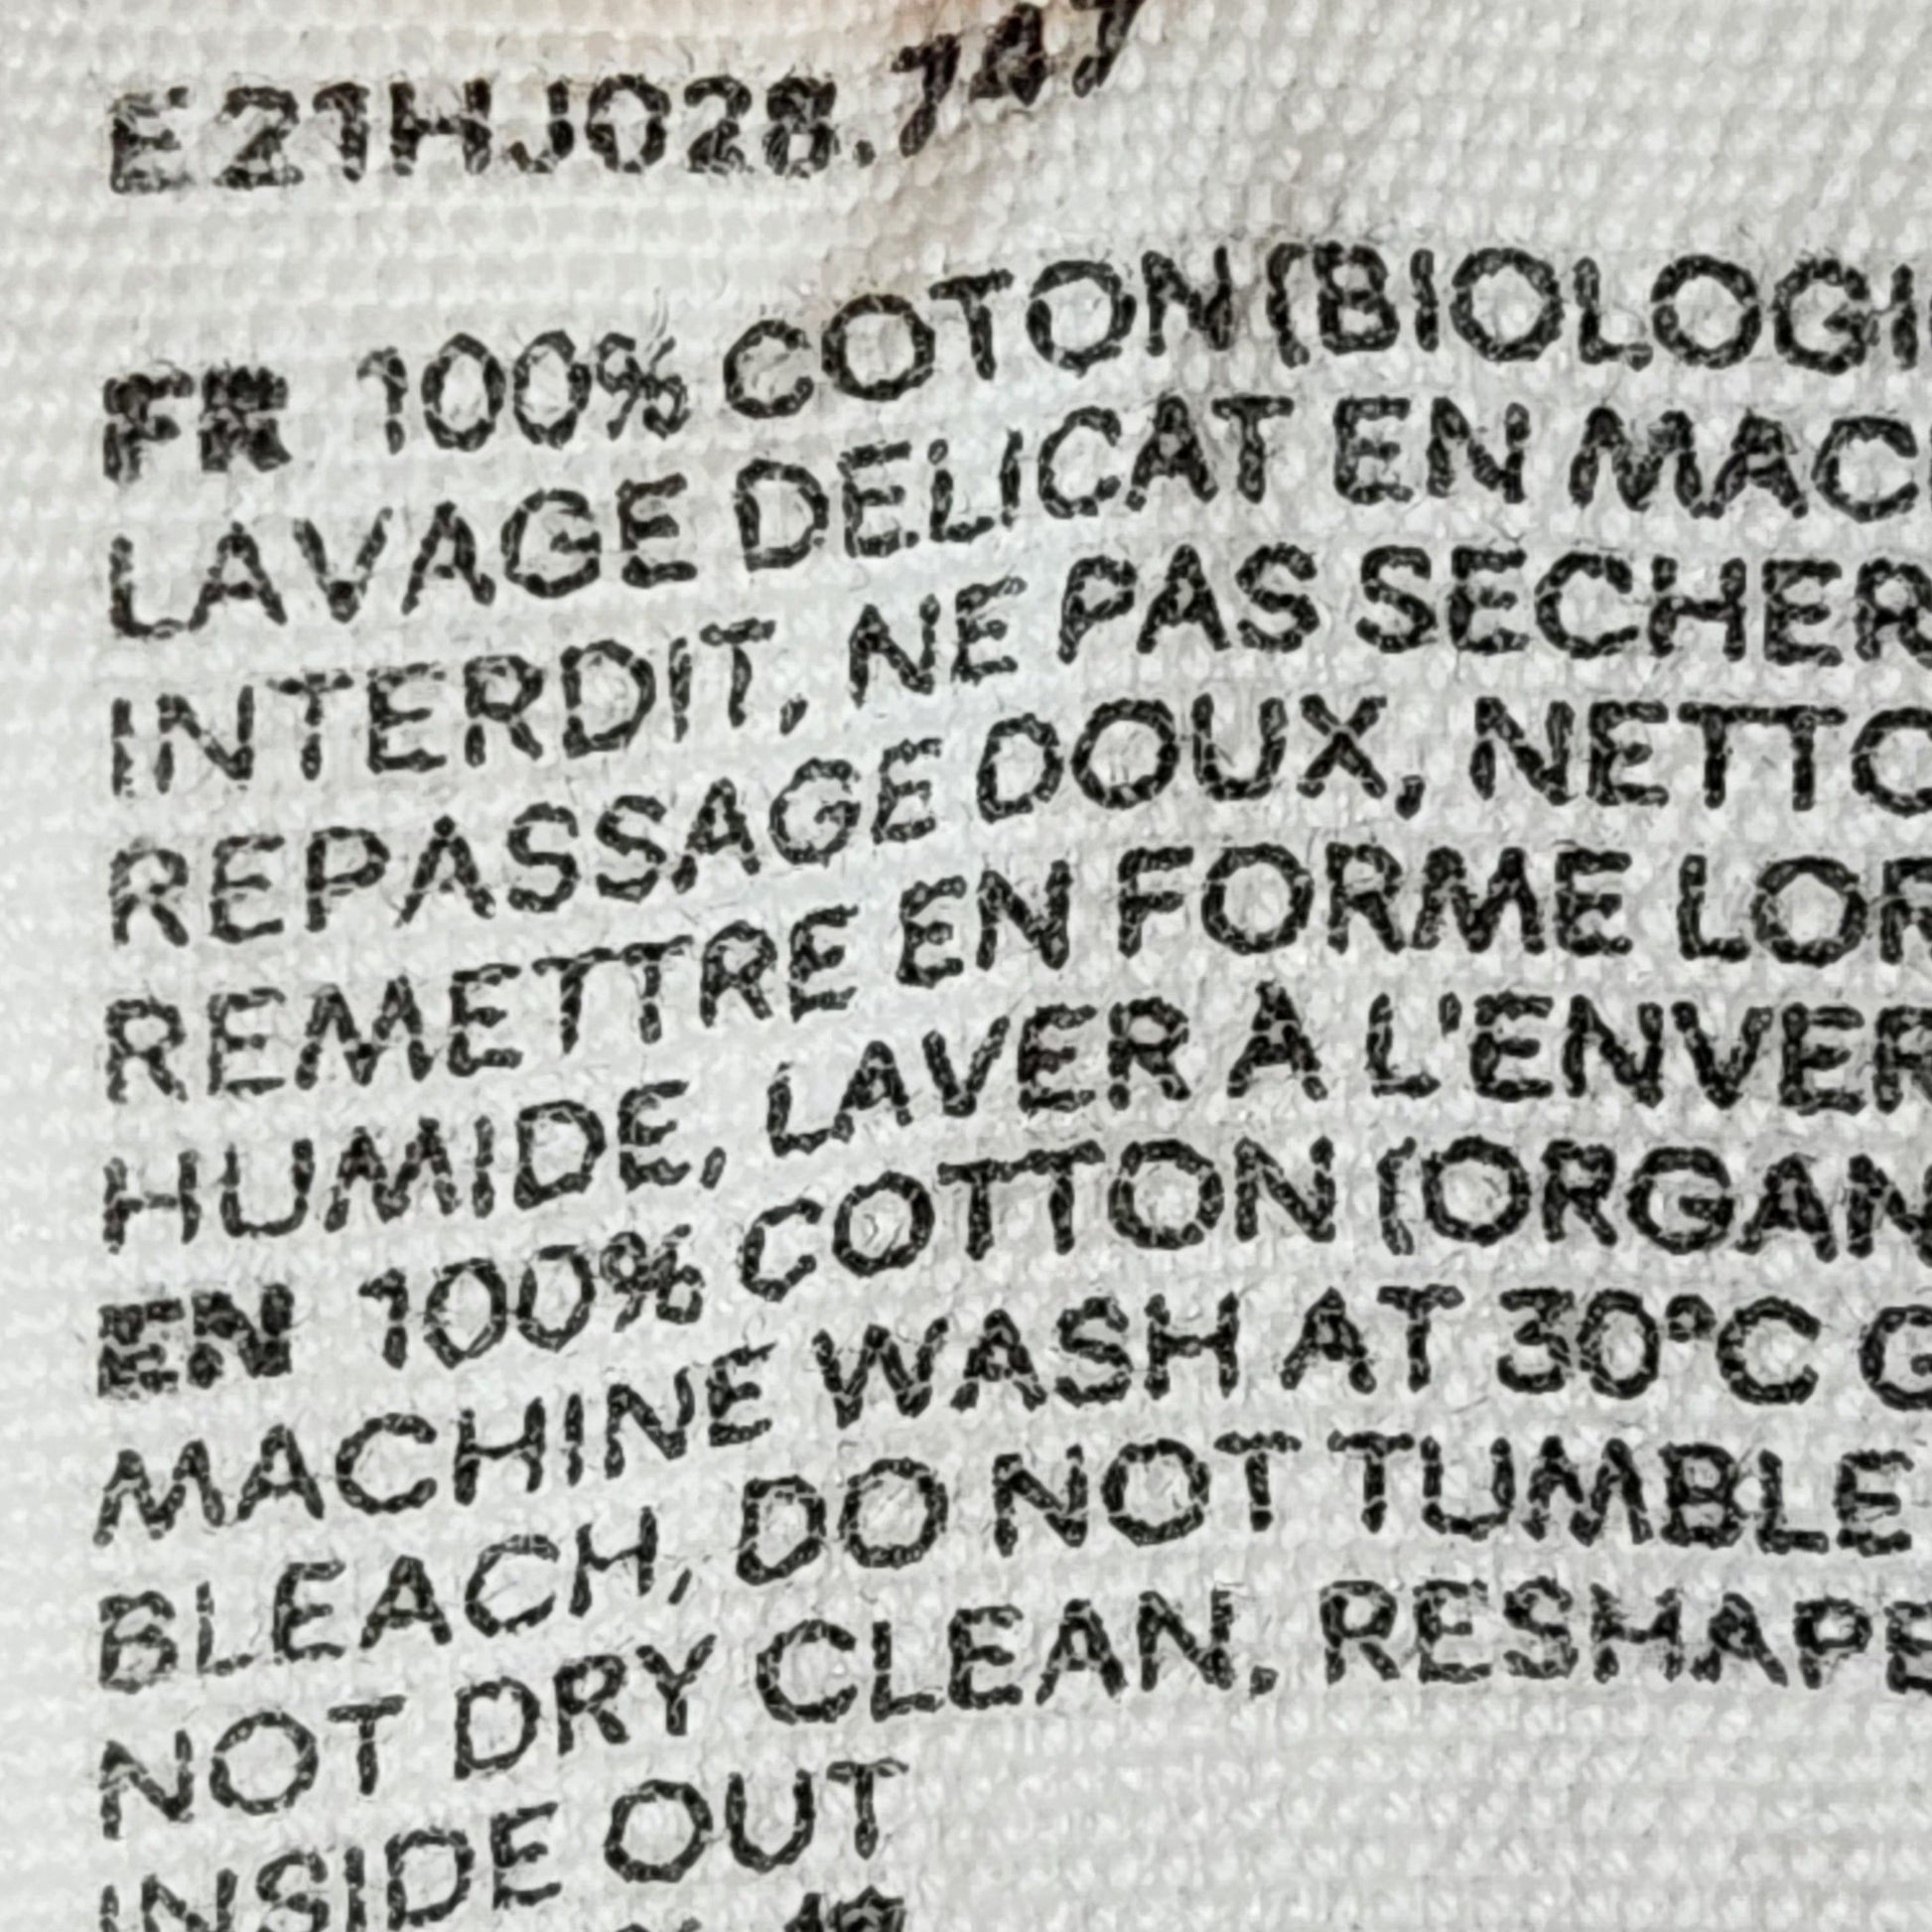 E21HJ028.747
FR 100% COTON (BIOLOGI
LAVAGE DELICAT EN MAC
INTERDIT, NE PAS SECHER
REPASSAGE DOUX, NETTO
REMETTRE EN FORME LOR
HUMIDE, LAVER À L'ENVER
EN 100% COTTON (ORGAN
MACHINE WASH AT 30°C G
BLEACH, DO NOT TUMBLE
NOT DRY CLEAN, RESHAPE
INSIDE OUT